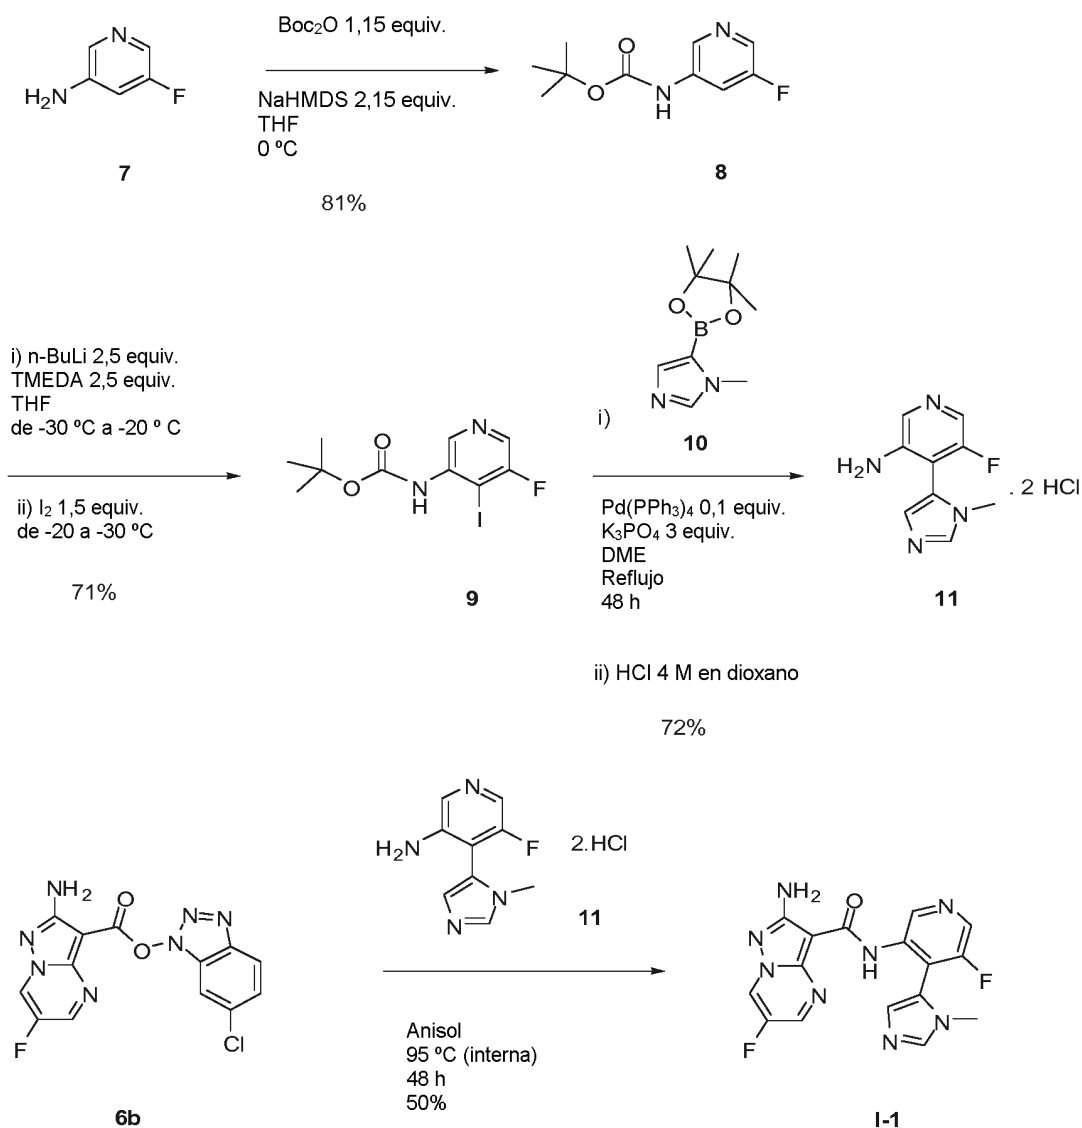 Boc₂O 1,15 equiv.
NaHMDS 2,15 equiv.
THF
0 ºC
81%
N
H₂N
F
7
O
O
N
H
N
F
8
i) n-BuLi 2,5 equiv.
TMEDA 2,5 equiv.
THF
de -30 ºC a -20 º C
ii) I₂ 1,5 equiv.
de -20 a -30 ºC
71%
O
O
N
H
N
F
I
9
i)
O
O
B
N
N
10
Pd(PPh₃)₄ 0,1 equiv.
K₃PO₄ 3 equiv.
DME
Reflujo
48 h
ii) HCl 4 M en dioxano
72%
N
H₂N
F
N
N
. 2 HCl
11
NH₂
O
N
N
N
O
F
N=N
N
N
Cl
6b
N
H₂N
F
N
N
2.HCl
11
Anisol
95 ºC (interna)
48 h
50%
NH₂
O
N
N
N
N
H
F
N
F
N
N
I-1